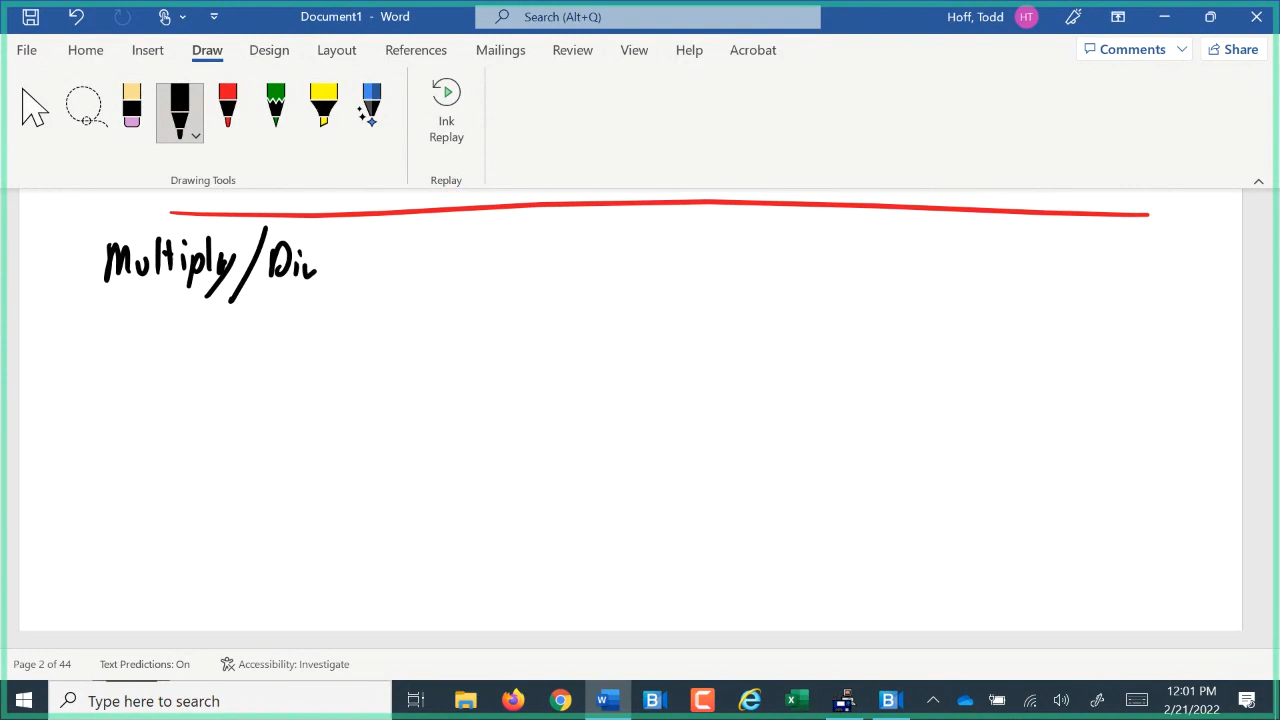 Document1 - Word
Search (Alt+Q)
Hoff, Todd
HT
File
Home
Insert
Draw
Design
Layout
References
Mailings
Review
View
Help
Acrobat
Comments
Share
Ink
Replay
Drawing Tools
Replay
Multiply/Div
Page 2 of 44
Text Predictions: On
Accessibility: Investigate
Type here to search
12:01 PM
2/21/2022